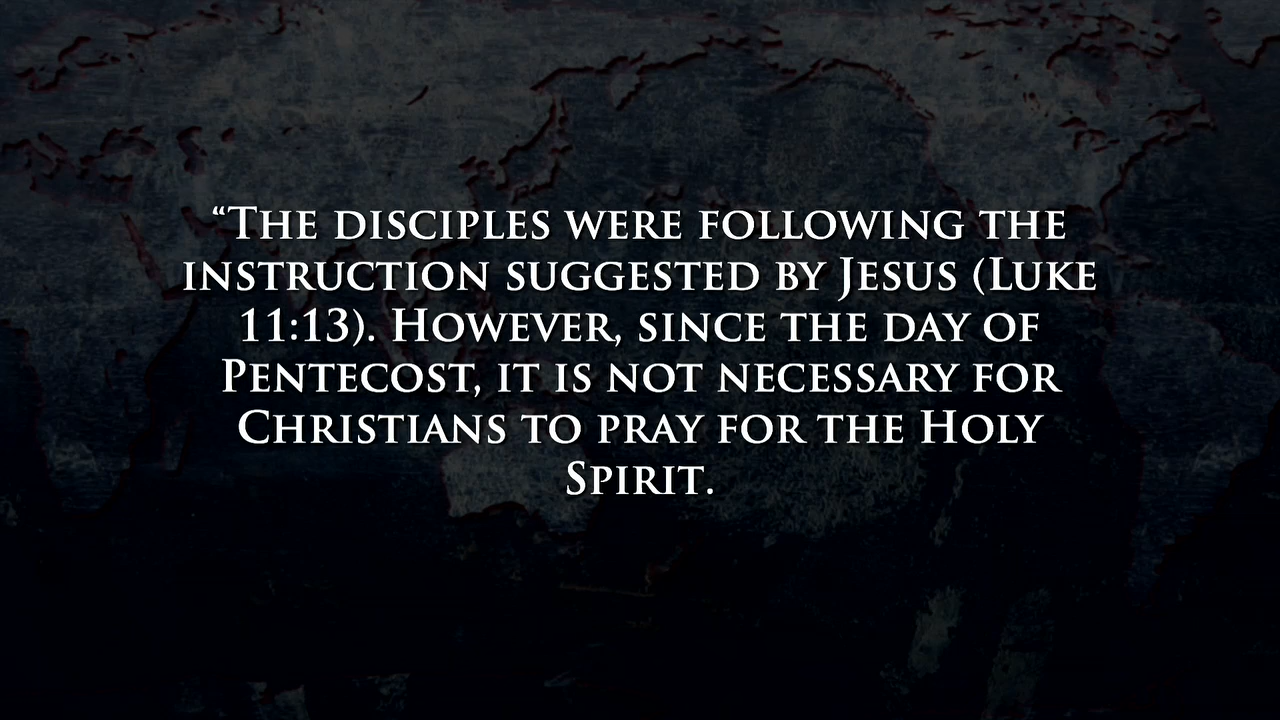 “The disciples were following the
instruction suggested by Jesus (Luke
11:13). However, since the day of
Pentecost, it is not necessary for
Christians to pray for the Holy
Spirit.